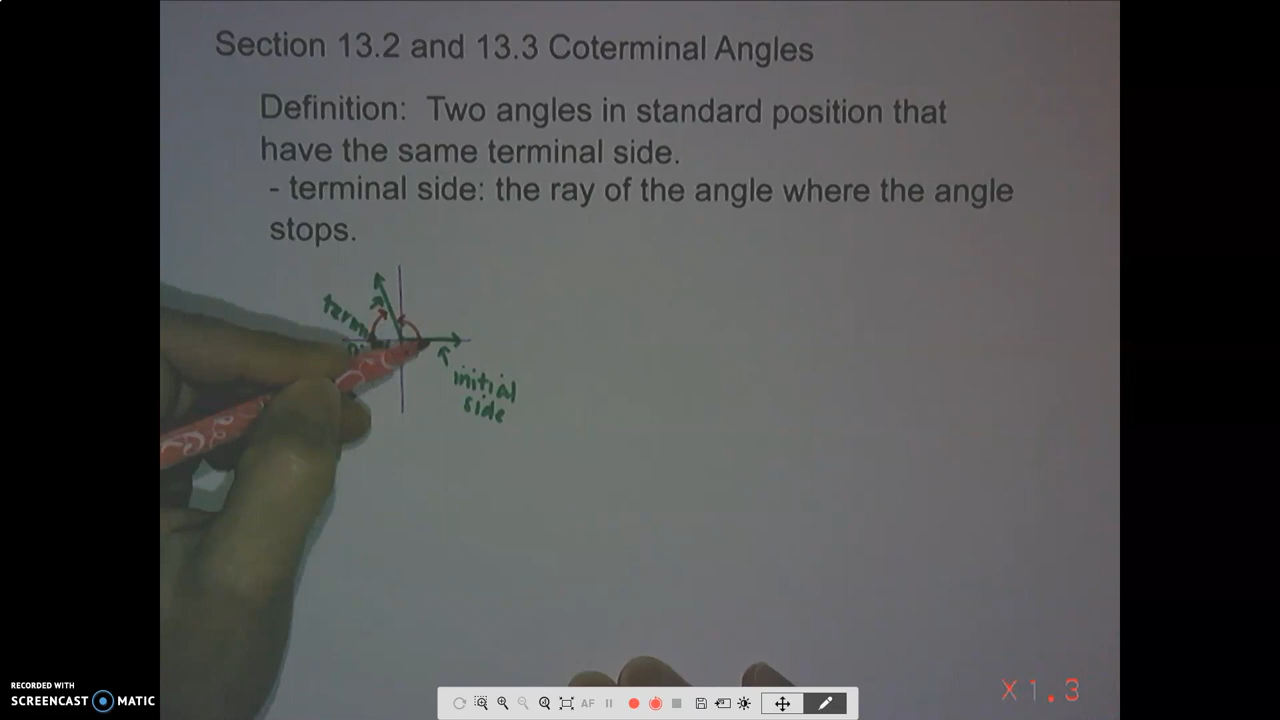 Section 13.2 and 13.3 Coterminal Angles
Definition: Two angles in standard position that
have the same terminal side.
- terminal side: the ray of the angle where the angle
stops.
initial
side
RECORDED WITH
SCREENCAST MATIC
AF
X1.3